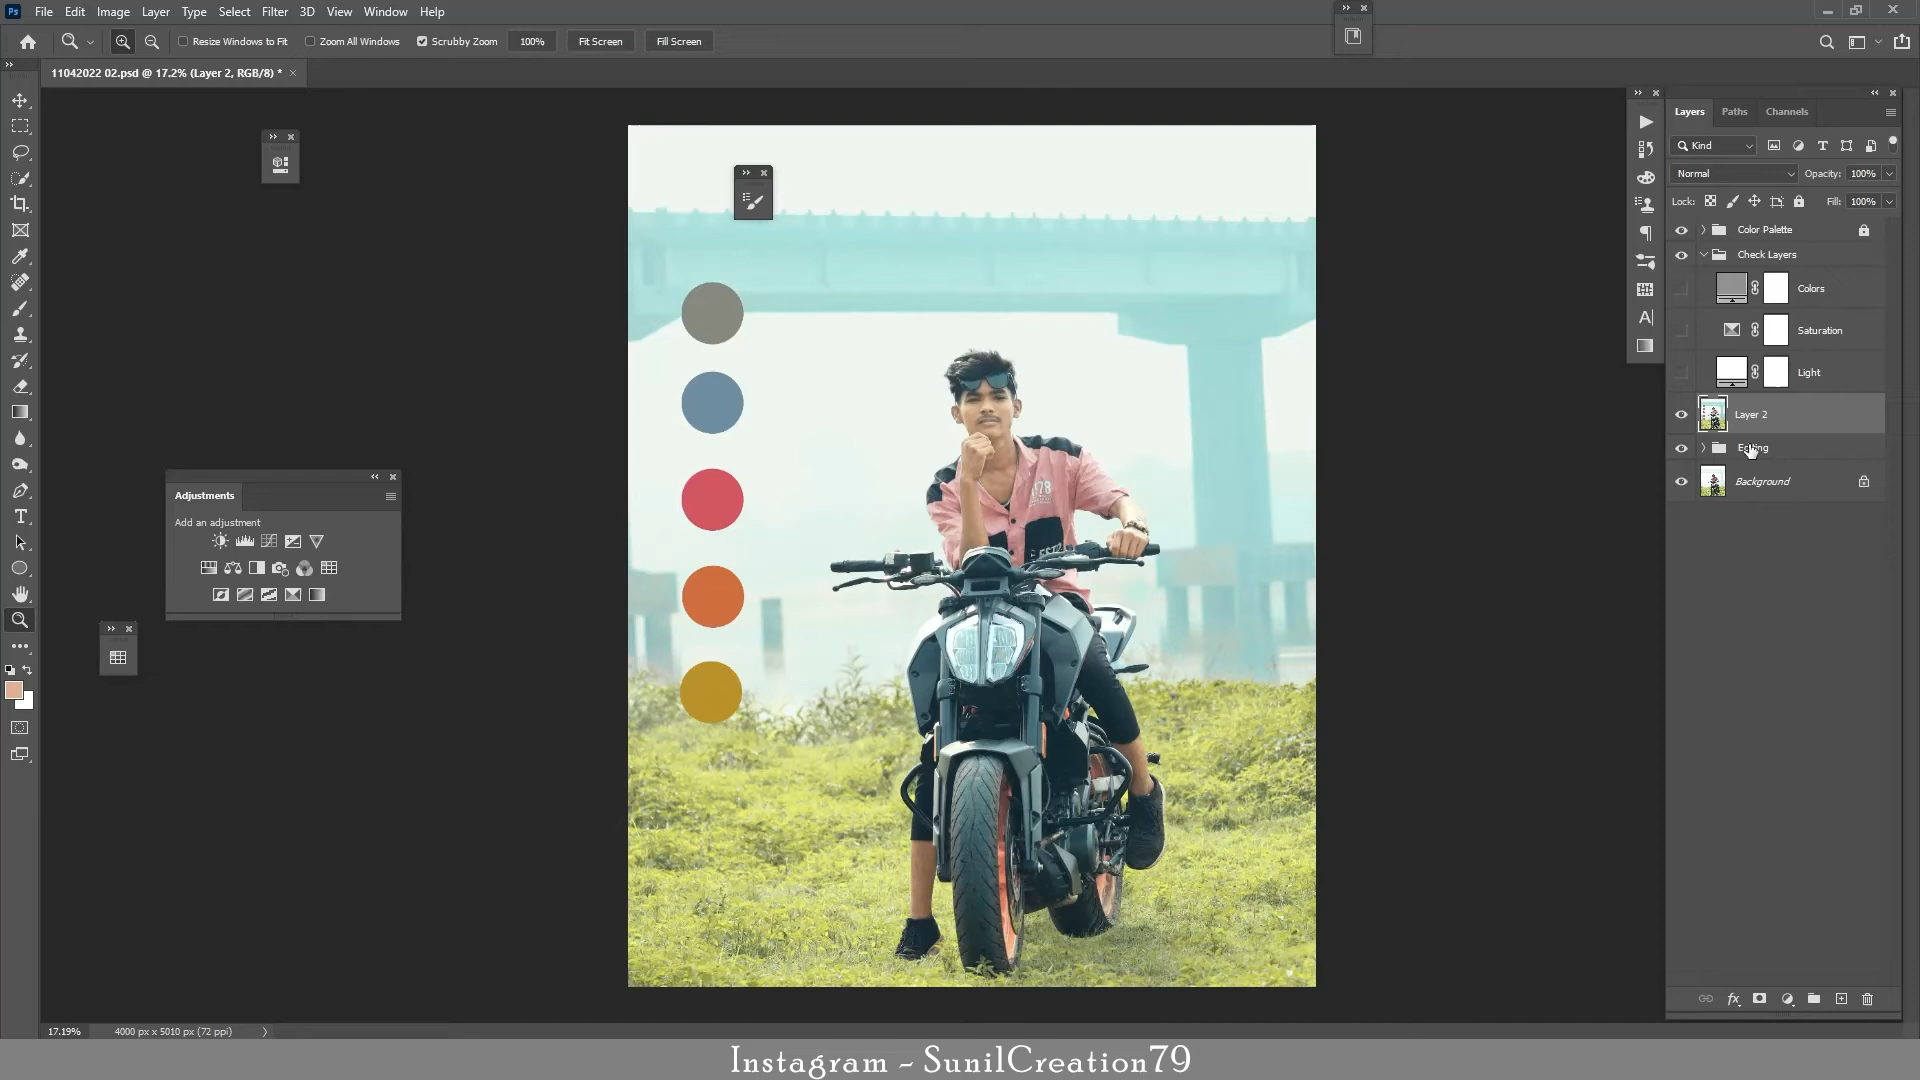 File Edit Image Layer Type Select Filter 3D View Window Help
Resize Windows to Fit Zoom All Windows Scrubby Zoom 100% Fit Screen Fill Screen
11042022 02.psd @ 17.2% (Layer 2, RGB/8) *
Layers Paths Channels
Kind
Normal Opacity: 100%
Lock: Fill: 100%
Color Palette
Check Layers
Colors
Saturation
Light
Layer 2
Background
Adjustments
Add an adjustment
78
17.19% 4000 px x 5010 px (72 ppi)
Instagram - SunilCreation79